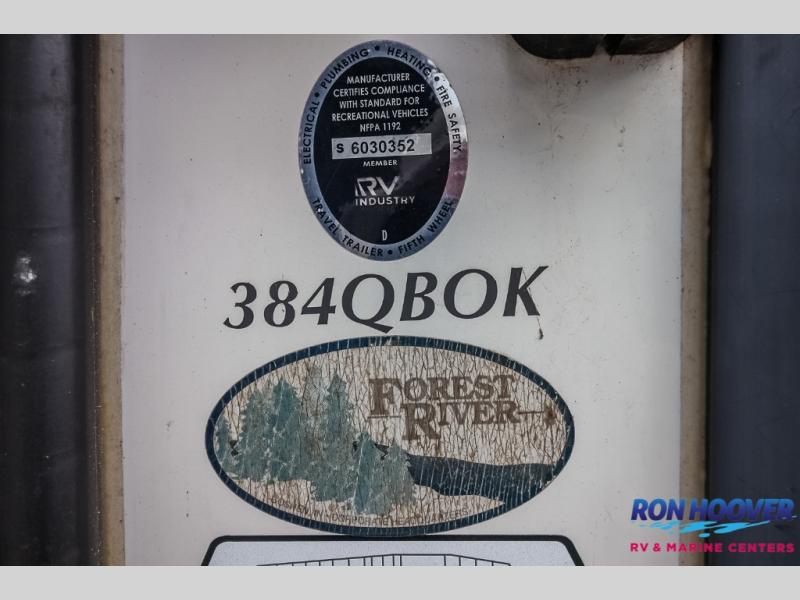 ELECTRICAL • PLUMBING • HEATING • FIRE SAFETY
MANUFACTURER
CERTIFIES COMPLIANCE
WITH STANDARD FOR
RECREATIONAL VEHICLES
NFPA 1192
S 6030352
MEMBER
RV
INDUSTRY
D
TRAVEL TRAILER • FIFTH WHEEL
384QBOK
FOREST
RIVER
RON HOOVER
RV & MARINE CENTERS